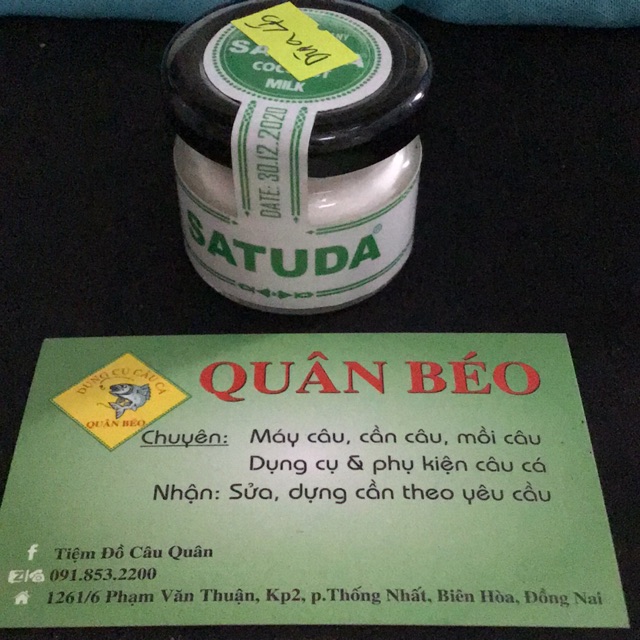 Dừa 45
COCONUT
MILK
DATE: 30.12.2020
SATUDA®
DỤNG CỤ CÂU CÁ
QUÂN BÉO
QUÂN BÉO
Chuyên: Máy câu, cần câu, mồi câu
Dụng cụ & phụ kiện câu cá
Nhận: Sửa, dựng cần theo yêu cầu
f Tiệm Đồ Câu Quân
091.853.2200
1261/6 Phạm Văn Thuận, Kp2, p.Thống Nhất, Biên Hòa, Đồng Nai